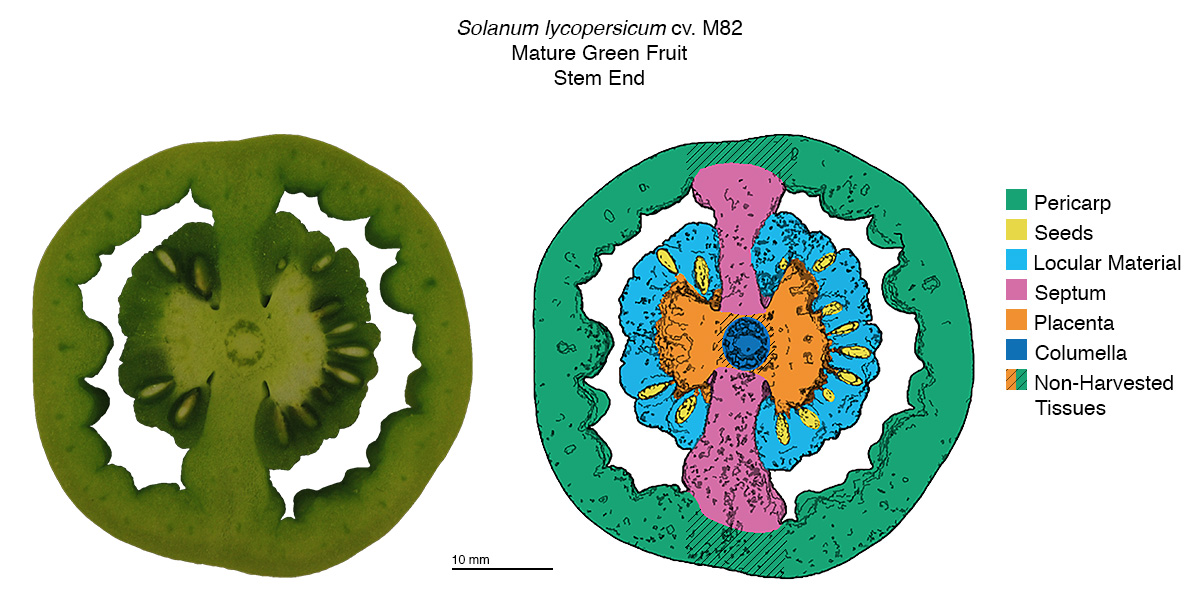 Solanum lycopersicum cv. M82
Mature Green Fruit
Stem End
Pericarp
Seeds
Locular Material
Septum
Placenta
Columella
Non-Harvested
Tissues
10 mm